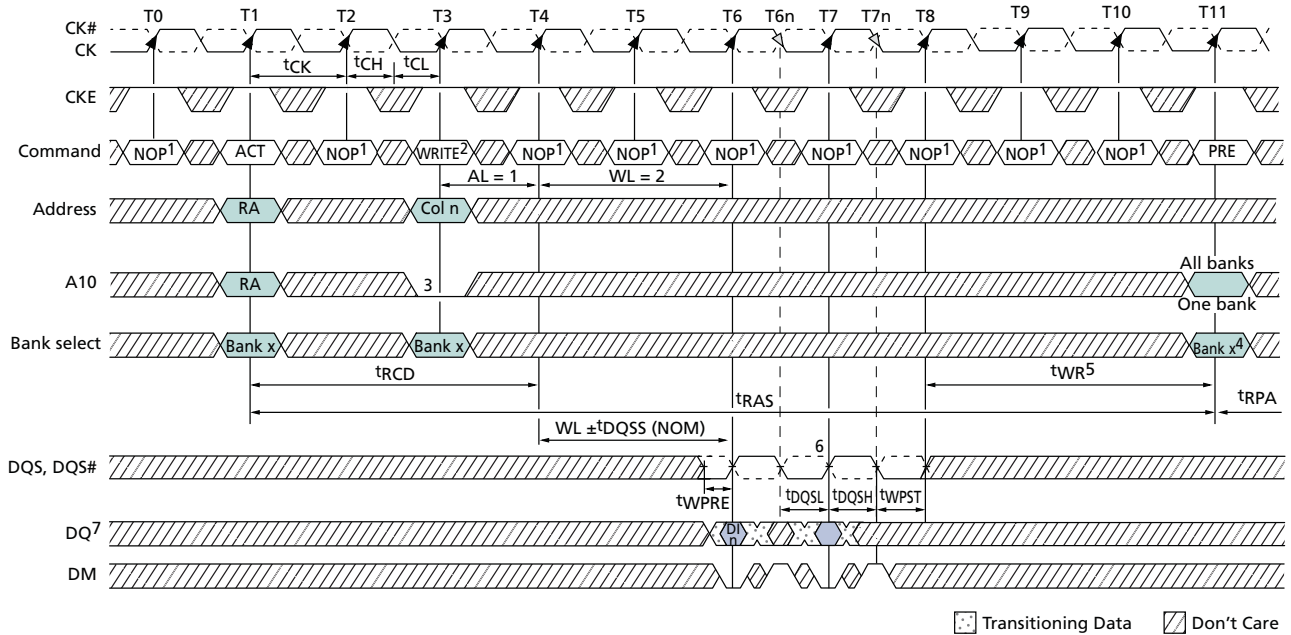 T0 T1 T2 T3 T4 T5 T6 T6n T7 T7n T8 T9 T10 T11
CK#
CK
tCK tCH tCL
CKE
Command NOP1 ACT NOP1 WRITE2 NOP1 NOP1 NOP1 NOP1 NOP1 NOP1 NOP1 PRE
AL = 1 WL = 2
Address RA Col n
All banks
A10 RA 3
One bank
Bank select Bank x Bank x Bank x4
tRCD tWR5
tRAS tRPA
WL ±tDQSS (NOM)
6
DQS, DQS#
tWPRE tDQSL tDQSH tWPST
DQ7 DI n
DM
Transitioning Data Don't Care